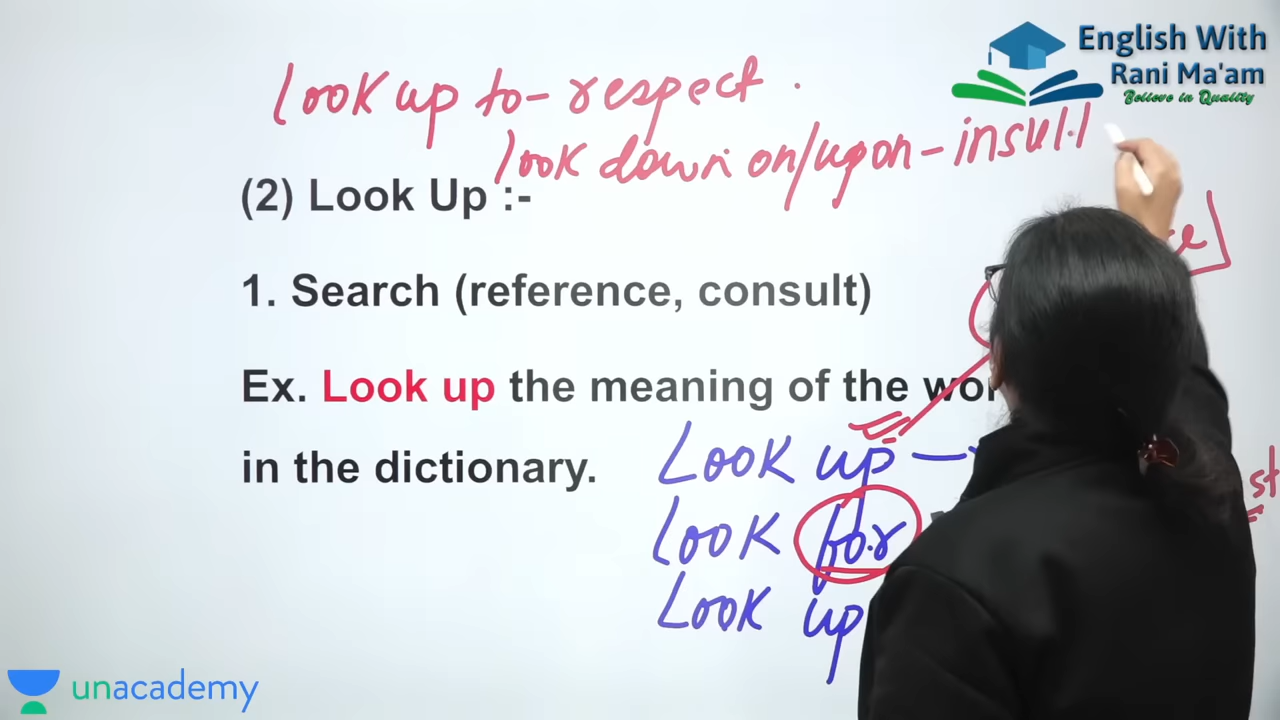 English With
Rani Ma'am
Believe in Quality
Look up to - respect.
look down on/upon - insult
(2) Look Up :-
1. Search (reference, consult)
Ex. Look up the meaning of the
in the dictionary.
Look up
Look for
Look up
unacademy